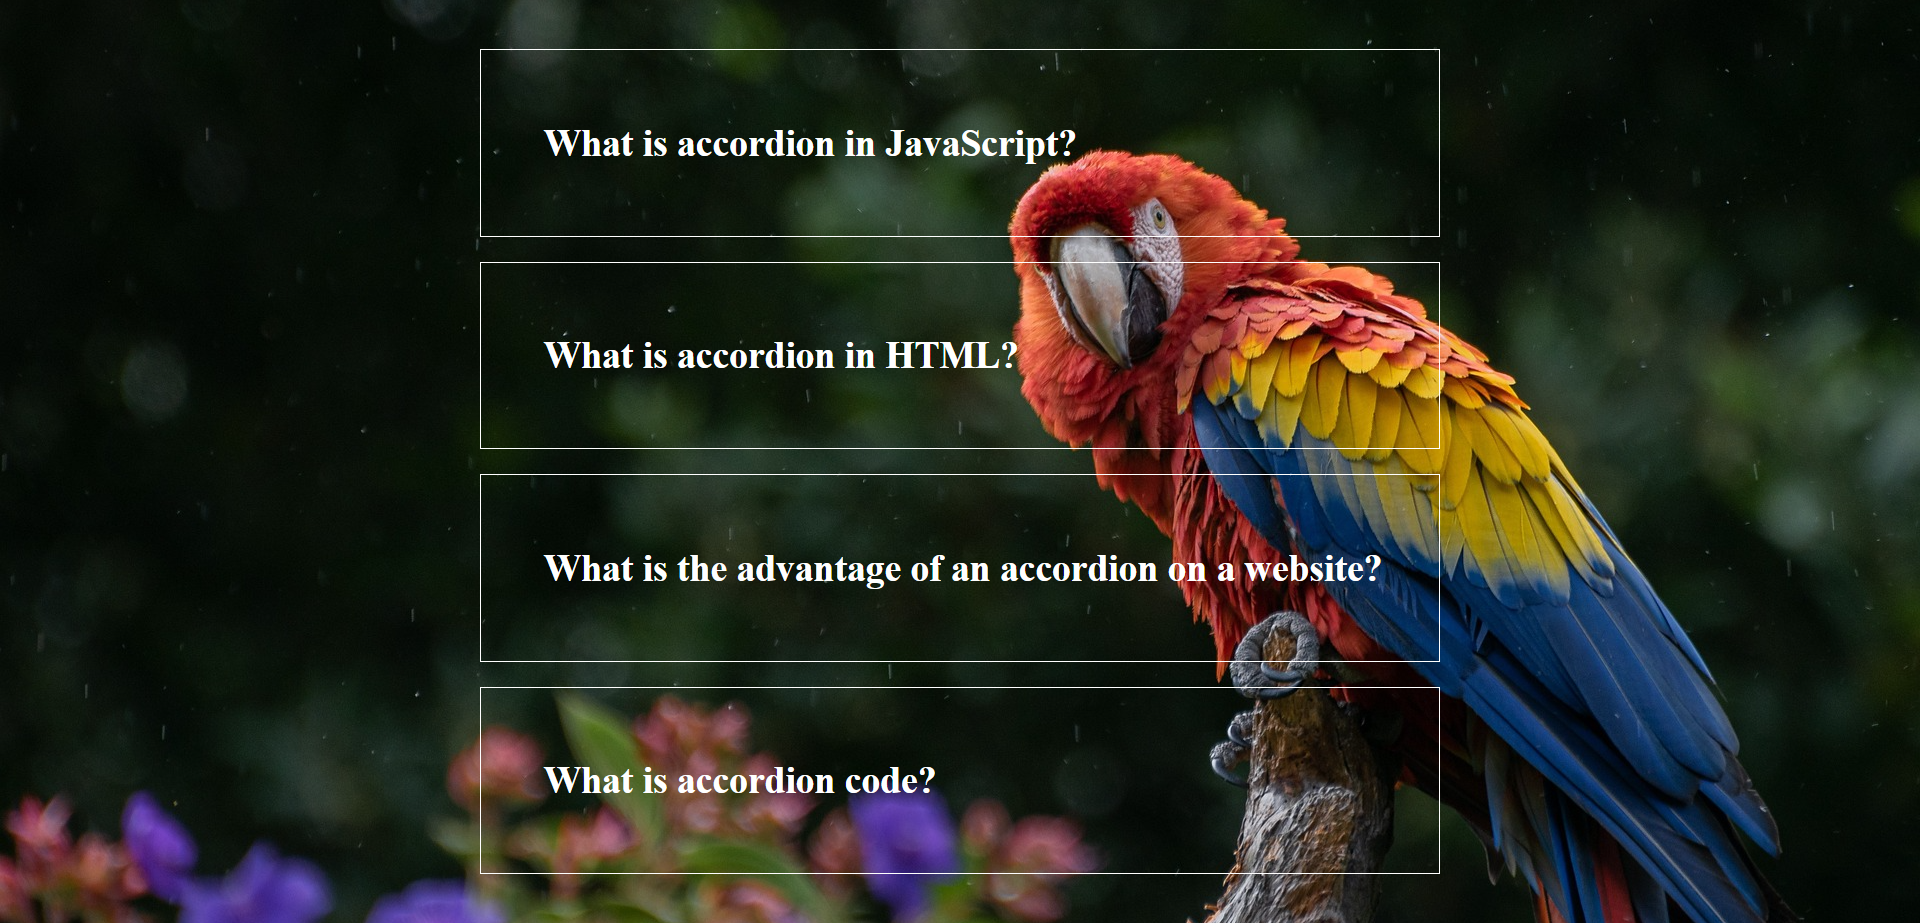 What is accordion in JavaScript?
What is accordion in HTML?
What is the advantage of an accordion on a website?
What is accordion code?